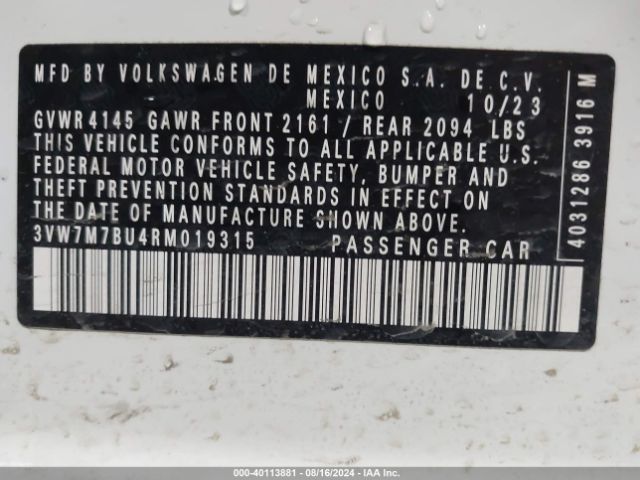 MFD BY VOLKSWAGEN DE MEXICO S.A. DE C.V.
MEXICO 10/23
GVWR 4145 GAWR FRONT 2161 / REAR 2094 LBS
THIS VEHICLE CONFORMS TO ALL APPLICABLE U.S.
FEDERAL MOTOR VEHICLE SAFETY, BUMPER AND
THEFT PREVENTION STANDARDS IN EFFECT ON
THE DATE OF MANUFACTURE SHOWN ABOVE.
3VW7M7BU4RM019315 PASSENGER CAR
4031286 3916 M
000-40113881 - 08/16/2024 - © IAA Holdings, LLC